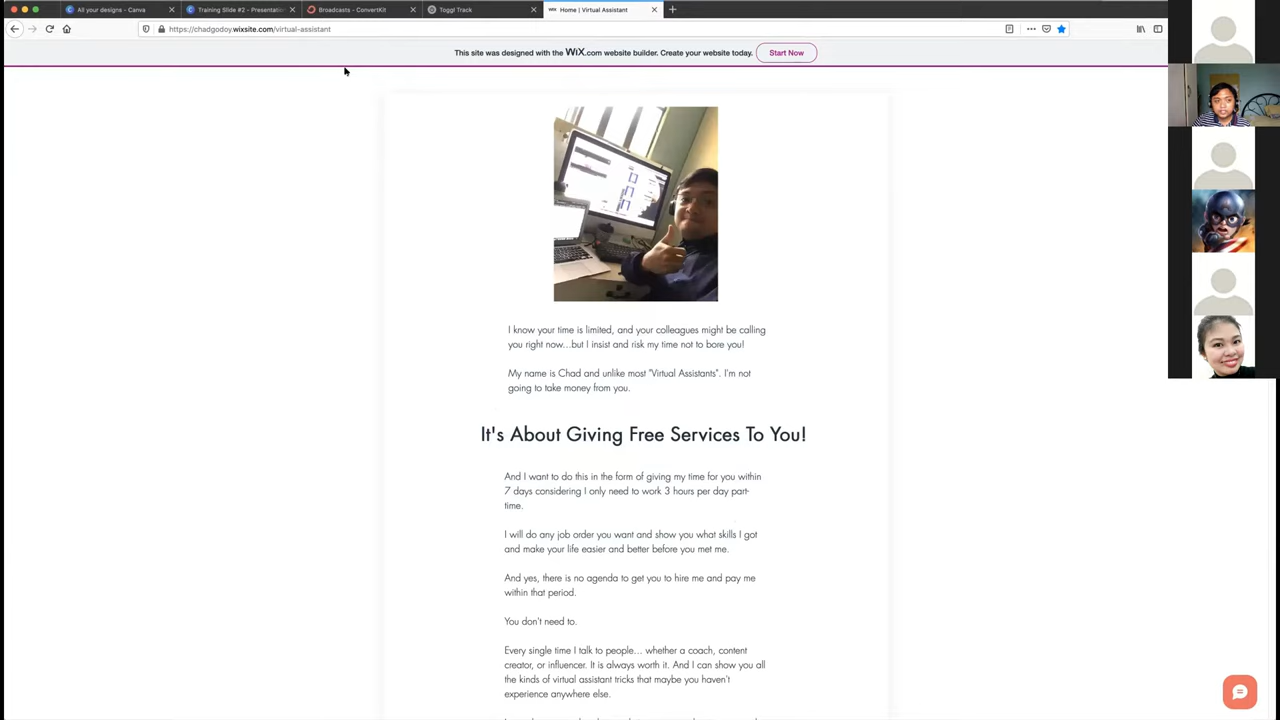 All your designs - Canva
Training Slide #2 - Presentatio
Broadcasts - ConvertKit
Toggl Track
WIX
Home | Virtual Assistant
https://chadgodoy.wixsite.com/virtual-assistant
This site was designed with the WiX.com website builder. Create your website today.
Start Now
I know your time is limited, and your colleagues might be calling
you right now...but I insist and risk my time not to bore you!
My name is Chad and unlike most "Virtual Assistants". I'm not
going to take money from you.
It's About Giving Free Services To You!
And I want to do this in the form of giving my time for you within
7 days considering I only need to work 3 hours per day part-
time.
I will do any job order you want and show you what skills I got
and make your life easier and better before you met me.
And yes, there is no agenda to get you to hire me and pay me
within that period.
You don't need to.
Every single time I talk to people... whether a coach, content
creator, or influencer. It is always worth it. And I can show you all
the kinds of virtual assistant tricks that maybe you haven't
experience anywhere else.